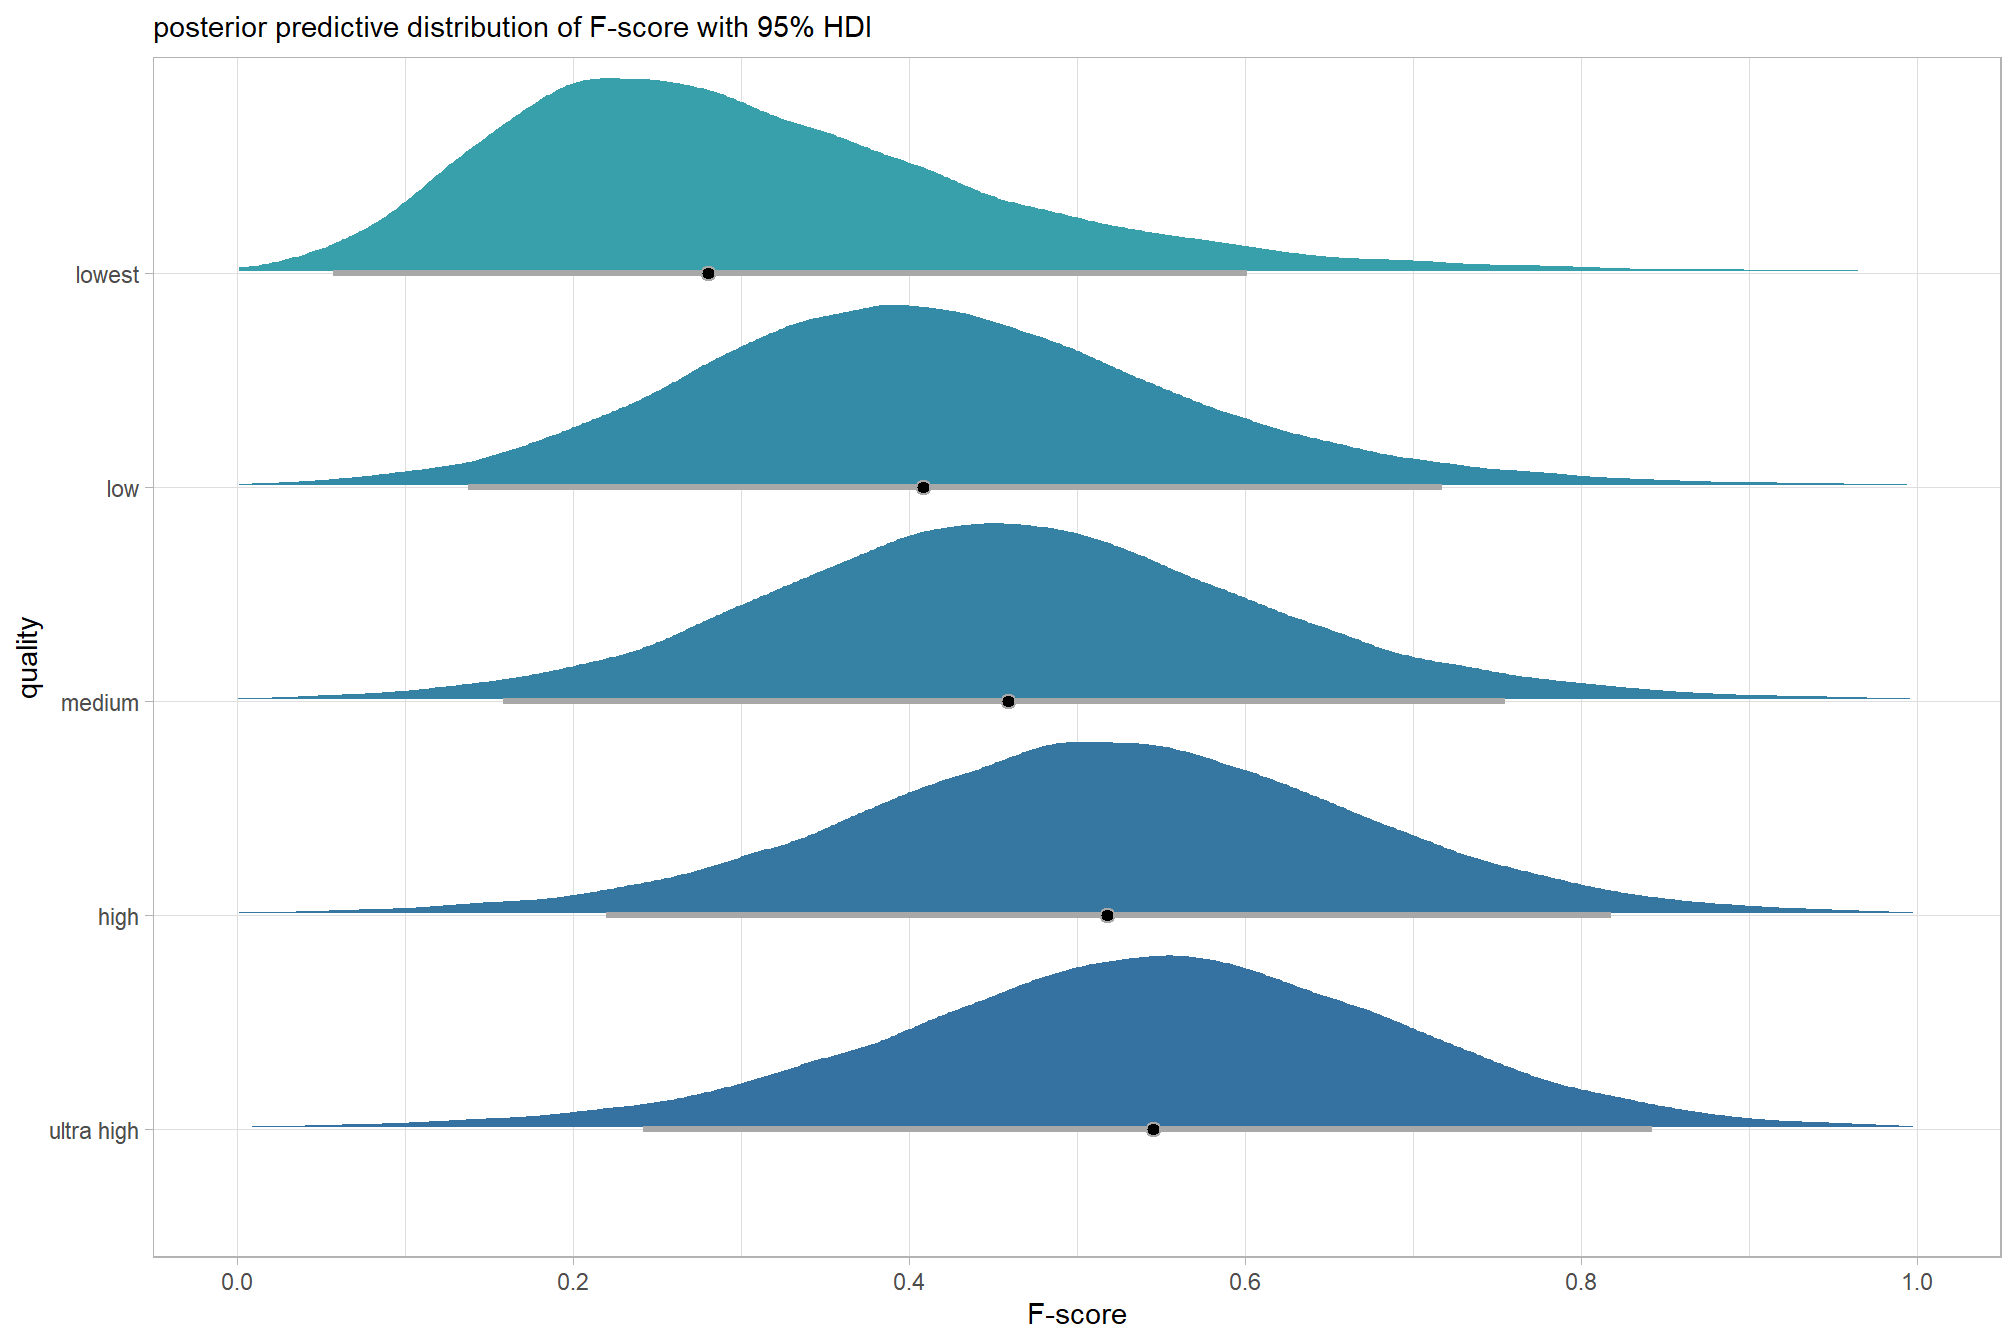 posterior predictive distribution of F-score with 95% HDI
quality
lowest
low
medium
high
ultra high
0.0 0.2 0.4 0.6 0.8 1.0
F-score